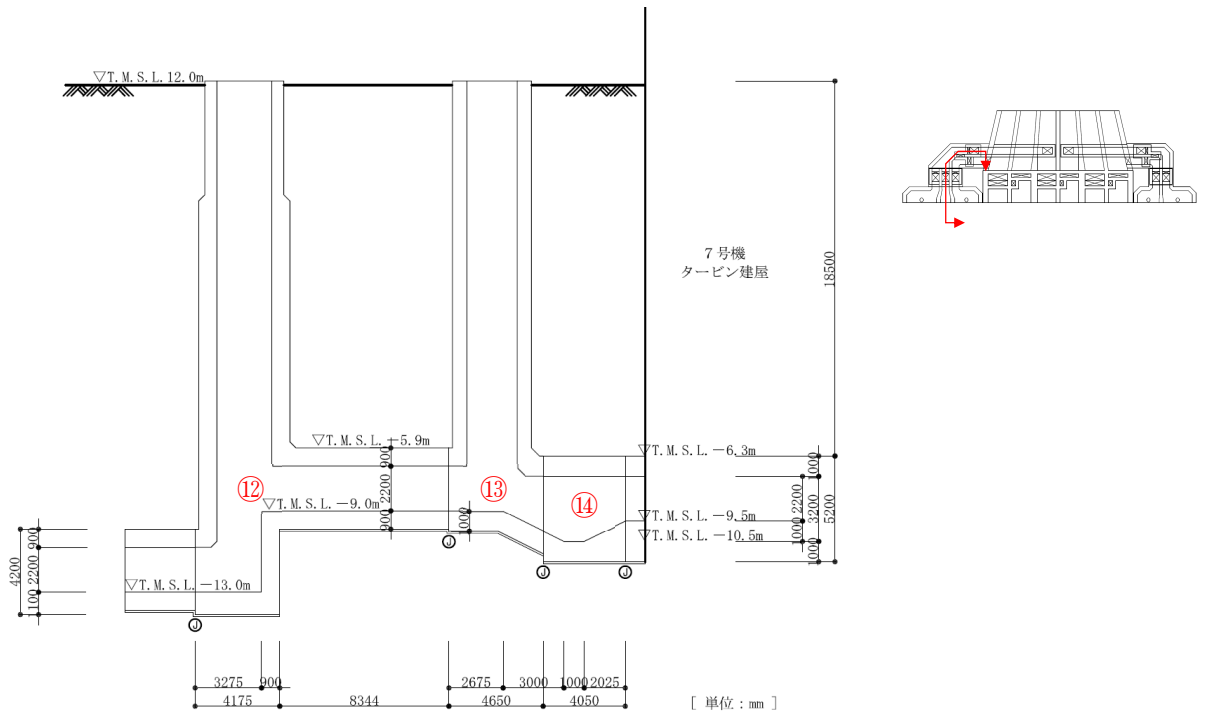 ▽T.M.S.L.12.0m
7号機
タービン建屋
18500
▽T.M.S.L.－5.9m
▽T.M.S.L.－6.3m
900
2200
900
1000
⑫
⑬
⑭
▽T.M.S.L.－9.0m
▽T.M.S.L.－9.5m
▽T.M.S.L.－10.5m
1000
2200
1000
3200
1000
5200
4200
900
2200
1100
▽T.M.S.L.－13.0m
J
J
J
J
3275
900
2675
3000
1000
2025
4175
8344
4650
4050
[ 単位：mm ]